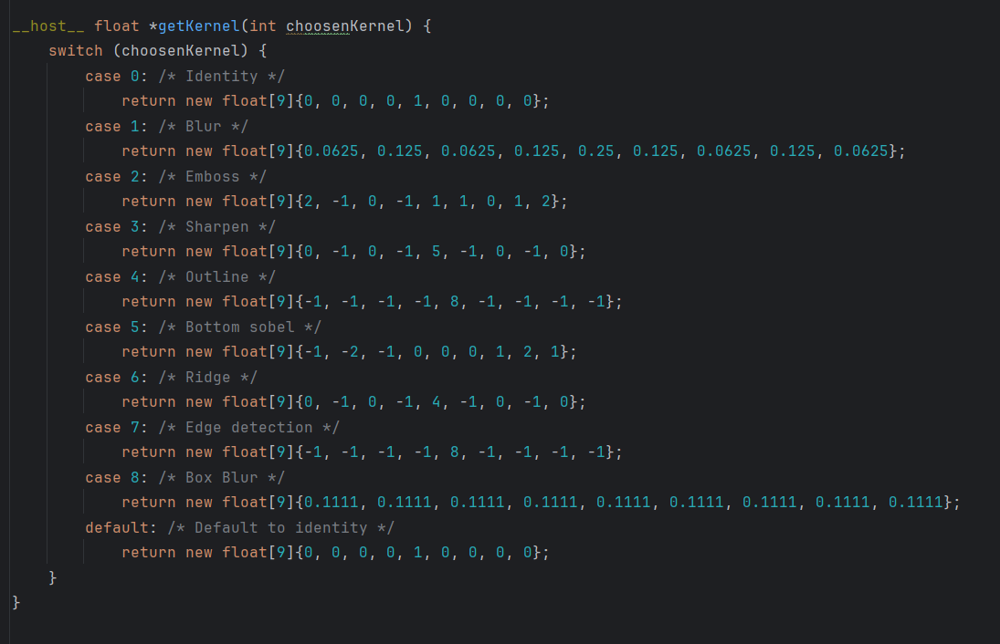 __host__ float *getKernel(int choosenKernel) {
    switch (choosenKernel) {
        case 0: /* Identity */
            return new float[9]{0, 0, 0, 0, 1, 0, 0, 0, 0};
        case 1: /* Blur */
            return new float[9]{0.0625, 0.125, 0.0625, 0.125, 0.25, 0.125, 0.0625, 0.125, 0.0625};
        case 2: /* Emboss */
            return new float[9]{2, -1, 0, -1, 1, 1, 0, 1, 2};
        case 3: /* Sharpen */
            return new float[9]{0, -1, 0, -1, 5, -1, 0, -1, 0};
        case 4: /* Outline */
            return new float[9]{-1, -1, -1, -1, 8, -1, -1, -1, -1};
        case 5: /* Bottom sobel */
            return new float[9]{-1, -2, -1, 0, 0, 0, 1, 2, 1};
        case 6: /* Ridge */
            return new float[9]{0, -1, 0, -1, 4, -1, 0, -1, 0};
        case 7: /* Edge detection */
            return new float[9]{-1, -1, -1, -1, 8, -1, -1, -1, -1};
        case 8: /* Box Blur */
            return new float[9]{0.1111, 0.1111, 0.1111, 0.1111, 0.1111, 0.1111, 0.1111, 0.1111, 0.1111};
        default: /* Default to identity */
            return new float[9]{0, 0, 0, 0, 1, 0, 0, 0, 0};
    }
}